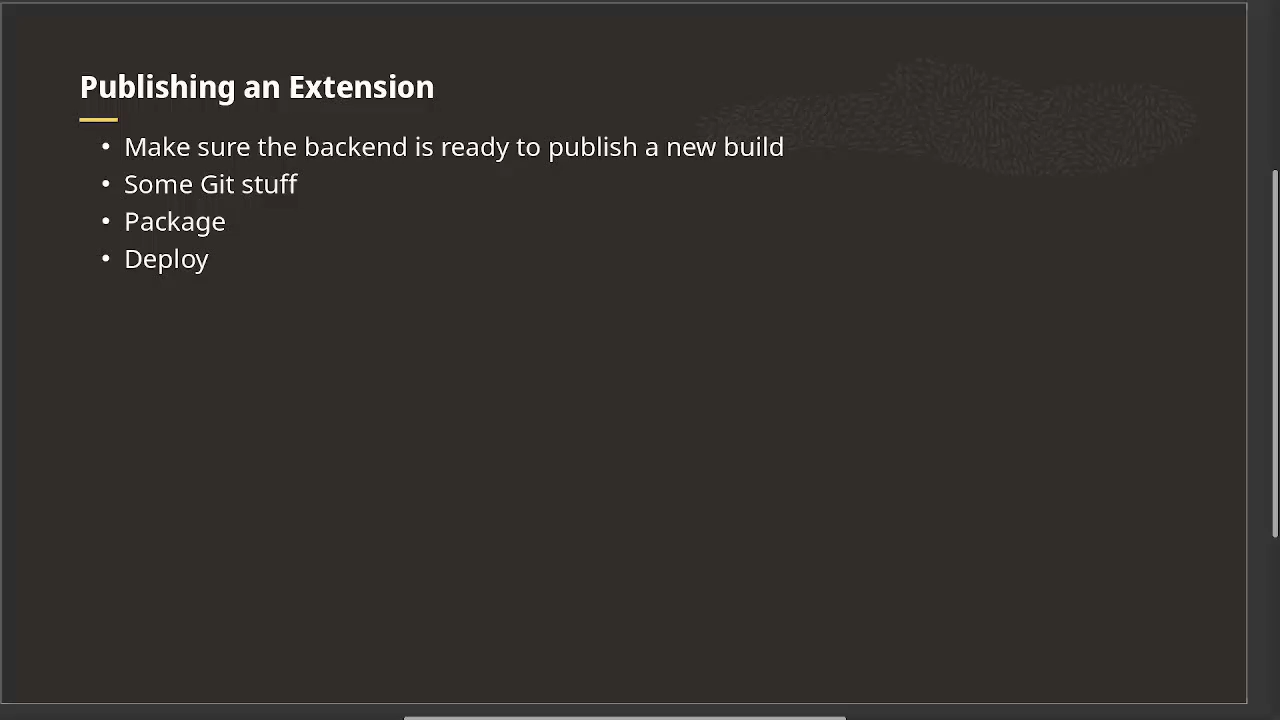 Publishing an Extension
• Make sure the backend is ready to publish a new build
• Some Git stuff
• Package
• Deploy